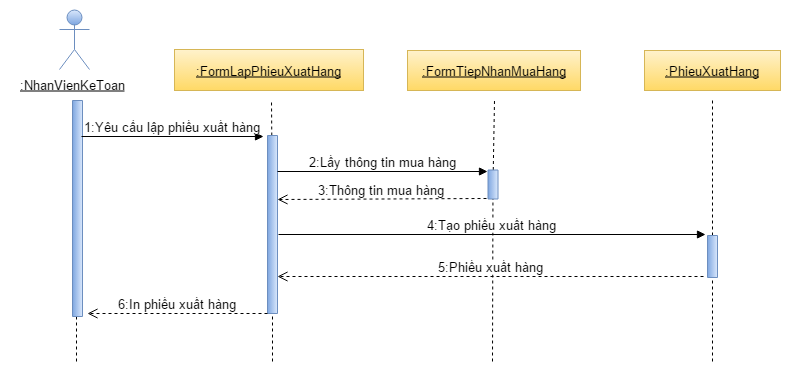 :NhanVienKeToan
:FormLapPhieuXuatHang
:FormTiepNhanMuaHang
:PhieuXuatHang
1:Yêu cầu lập phiếu xuất hàng
2:Lấy thông tin mua hàng
3:Thông tin mua hàng
4:Tạo phiếu xuất hàng
5:Phiếu xuất hàng
6:In phiếu xuất hàng